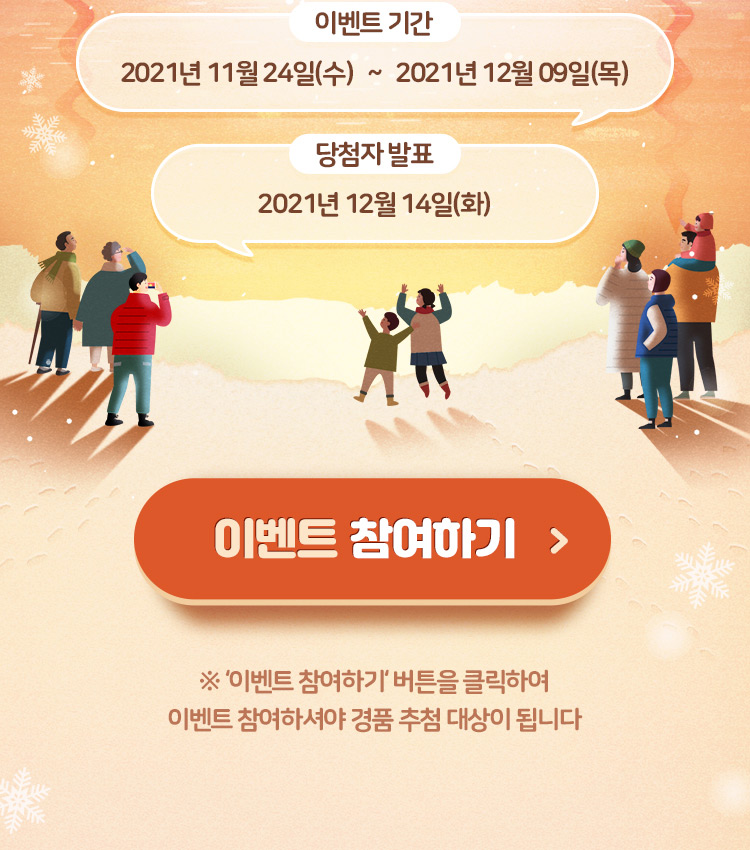 이벤트 기간
2021년 11월 24일(수) ~ 2021년 12월 09일(목)
당첨자 발표
2021년 12월 14일(화)
이벤트 참여하기 >
※ '이벤트 참여하기' 버튼을 클릭하여
이벤트 참여하셔야 경품 추첨 대상이 됩니다